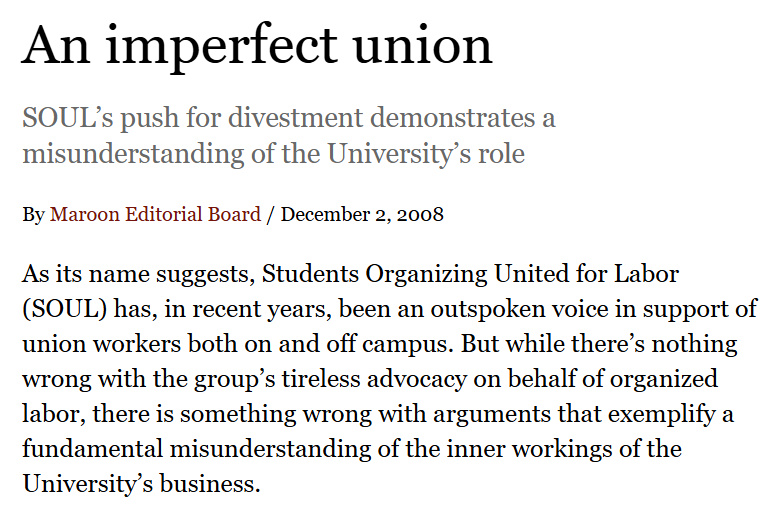 An imperfect union
SOUL’s push for divestment demonstrates a
misunderstanding of the University’s role
By Maroon Editorial Board / December 2, 2008
As its name suggests, Students Organizing United for Labor
(SOUL) has, in recent years, been an outspoken voice in support of
union workers both on and off campus. But while there’s nothing
wrong with the group’s tireless advocacy on behalf of organized
labor, there is something wrong with arguments that exemplify a
fundamental misunderstanding of the inner workings of the
University’s business.